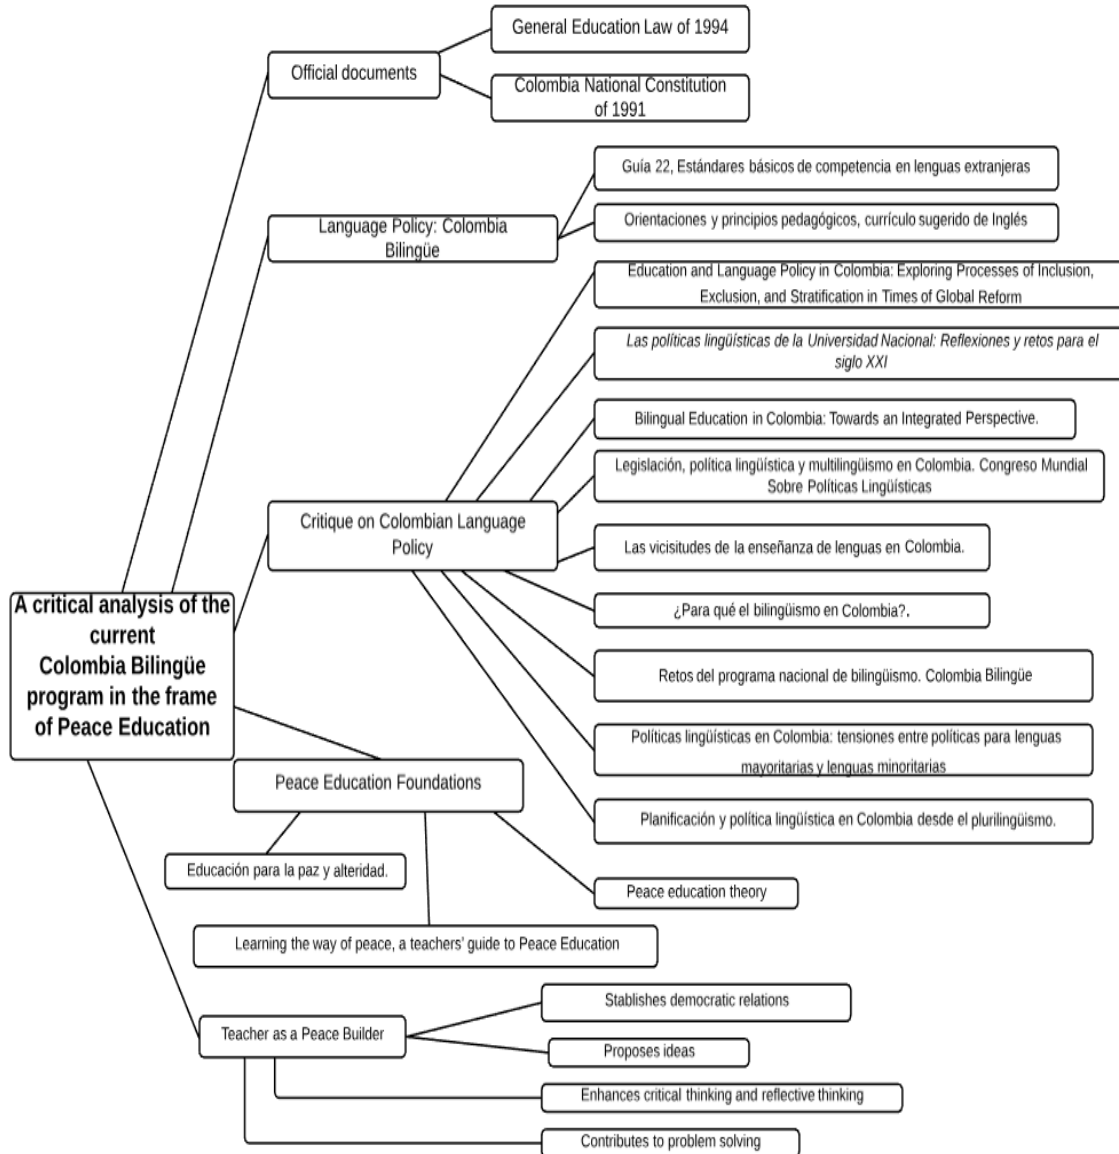 General Education Law of 1994
Official documents
Colombia National Constitution
of 1991
Guía 22, Estándares básicos de competencia en lenguas extranjeras
Language Policy: Colombia
Bilingüe
Orientaciones y principios pedagógicos, currículo sugerido de Inglés
Education and Language Policy in Colombia: Exploring Processes of Inclusion,
Exclusion, and Stratification in Times of Global Reform
Las políticas lingüísticas de la Universidad Nacional: Reflexiones y retos para el
siglo XXI
Bilingual Education in Colombia: Towards an Integrated Perspective.
Legislación, política lingüística y multilingüismo en Colombia. Congreso Mundial
Sobre Políticas Lingüísticas
Critique on Colombian Language
Policy
Las vicisitudes de la enseñanza de lenguas en Colombia.
¿Para qué el bilingüismo en Colombia?.
Retos del programa nacional de bilingüismo. Colombia Bilingüe
Políticas lingüísticas en Colombia: tensiones entre políticas para lenguas
mayoritarias y lenguas minoritarias
Planificación y política lingüística en Colombia desde el plurilingüismo.
A critical analysis of the
current
Colombia Bilingüe
program in the frame
of Peace Education
Peace Education Foundations
Educación para la paz y alteridad.
Peace education theory
Learning the way of peace, a teachers' guide to Peace Education
Teacher as a Peace Builder
Stablishes democratic relations
Proposes ideas
Enhances critical thinking and reflective thinking
Contributes to problem solving